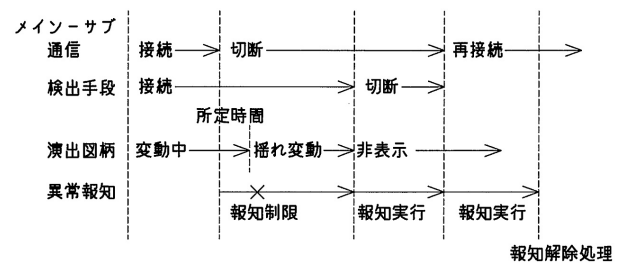 メイン－サブ
通信 接続 切断 再接続
検出手段 接続 切断
所定時間
演出図柄 変動中 揺れ変動 非表示
異常報知
報知制限 報知実行 報知実行
報知解除処理